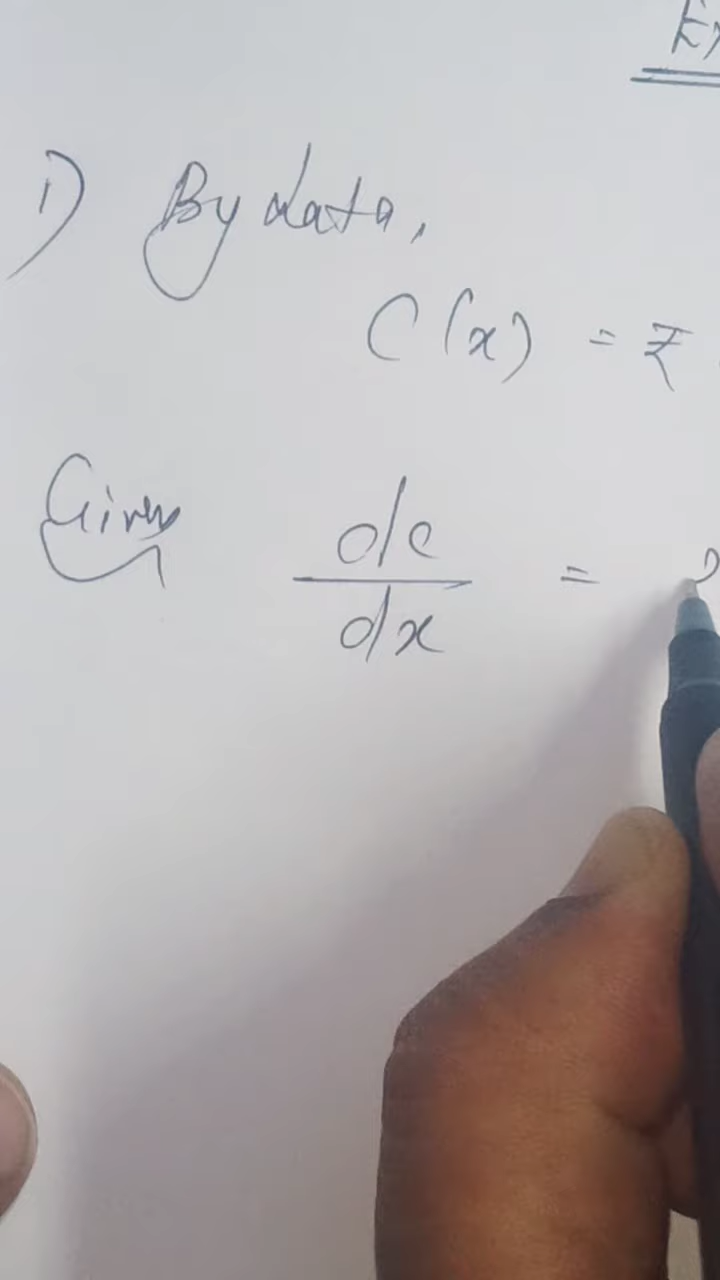 1) By data,
C(x) = ₹
Given dc/dx =